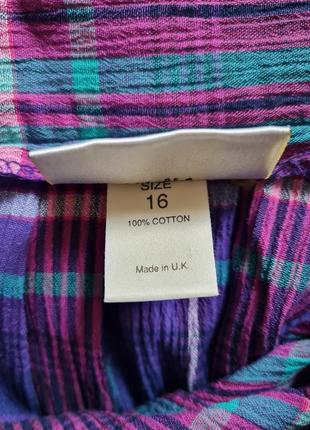 SIZE
16
100% COTTON
Made in U.K.